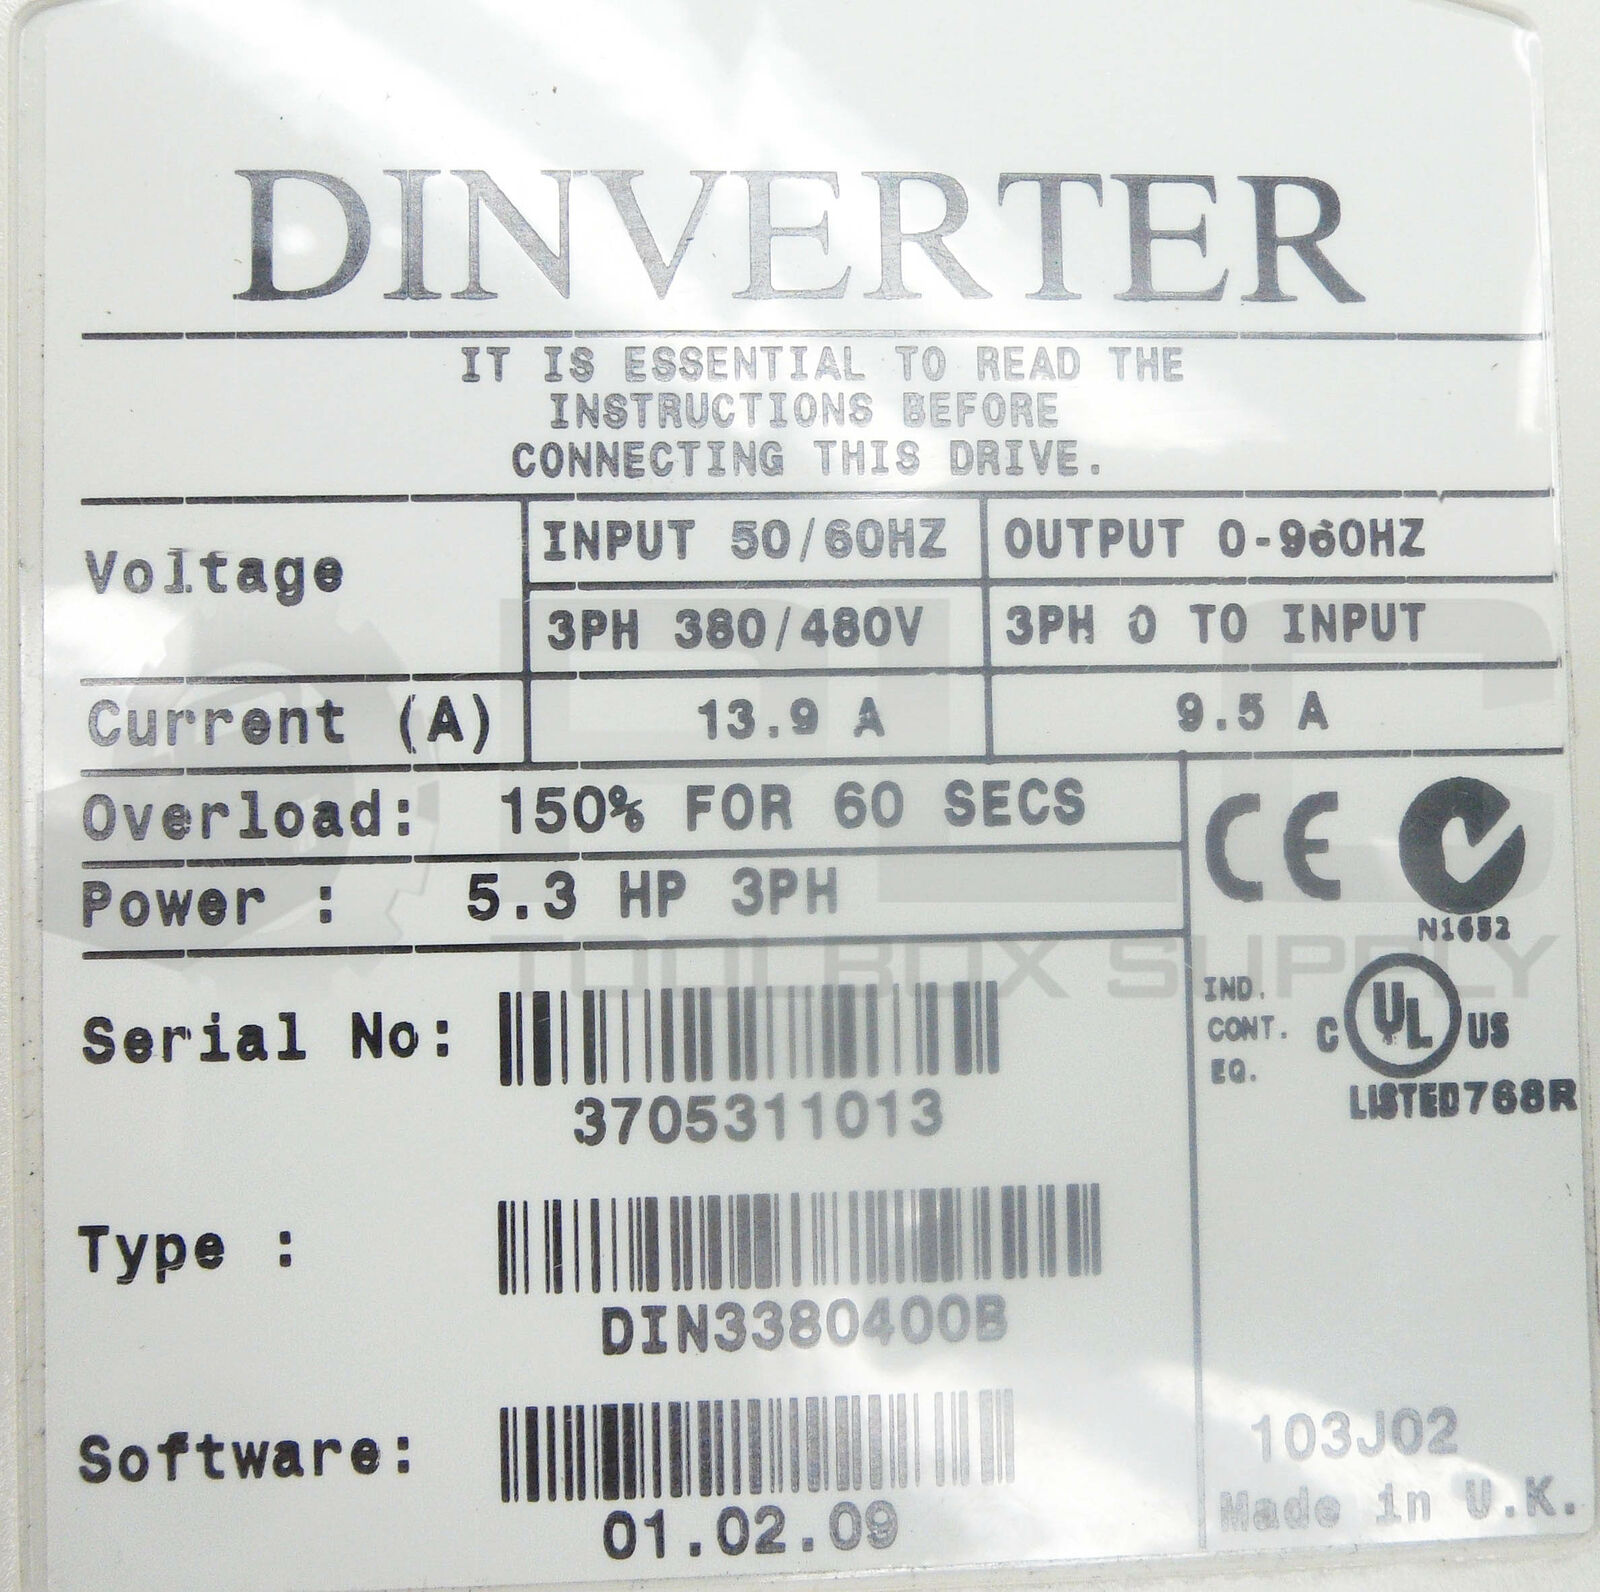 DINVERTER
IT IS ESSENTIAL TO READ THE
INSTRUCTIONS BEFORE
CONNECTING THIS DRIVE.
Voltage
INPUT 50/60HZ
OUTPUT 0-960HZ
3PH 380/480V
3PH 0 TO INPUT
Current (A)
13.9 A
9.5 A
Overload: 150% FOR 60 SECS
Power : 5.3 HP 3PH
CE
N1652
PLC
TOOLBOX SUPPLY
IND.
CONT.
EQ.
C UL US
LISTED768R
Serial No:
3705311013
Type :
DIN3380400B
Software:
01.02.09
103J02
Made in U.K.